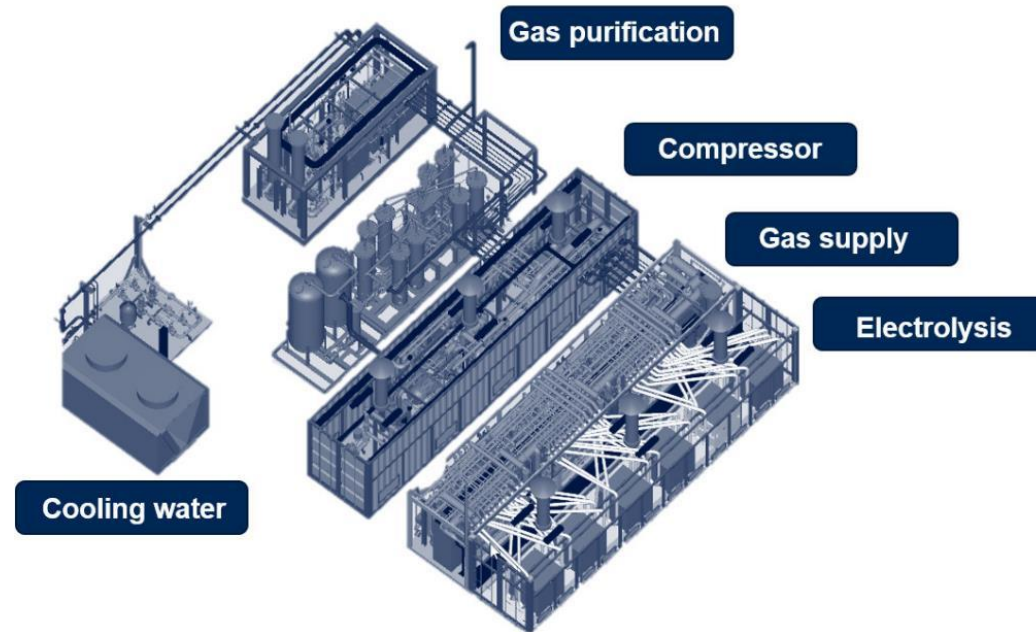 Gas purification
Compressor
Gas supply
Electrolysis
Cooling water